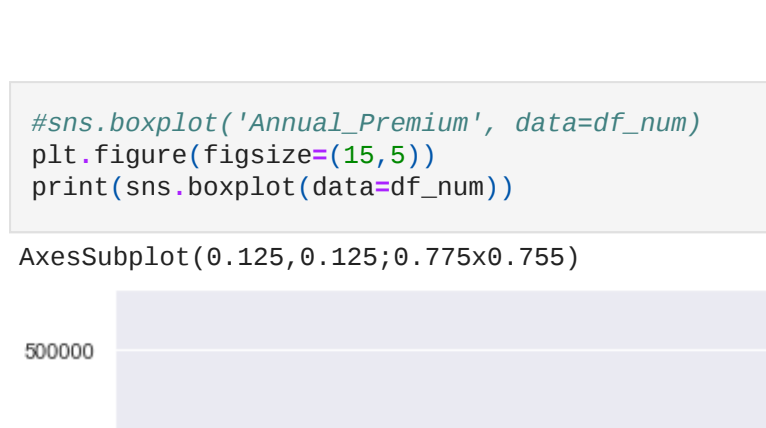 #sns.boxplot('Annual_Premium', data=df_num)
plt.figure(figsize=(15,5))
print(sns.boxplot(data=df_num))
AxesSubplot(0.125,0.125;0.775x0.755)
500000